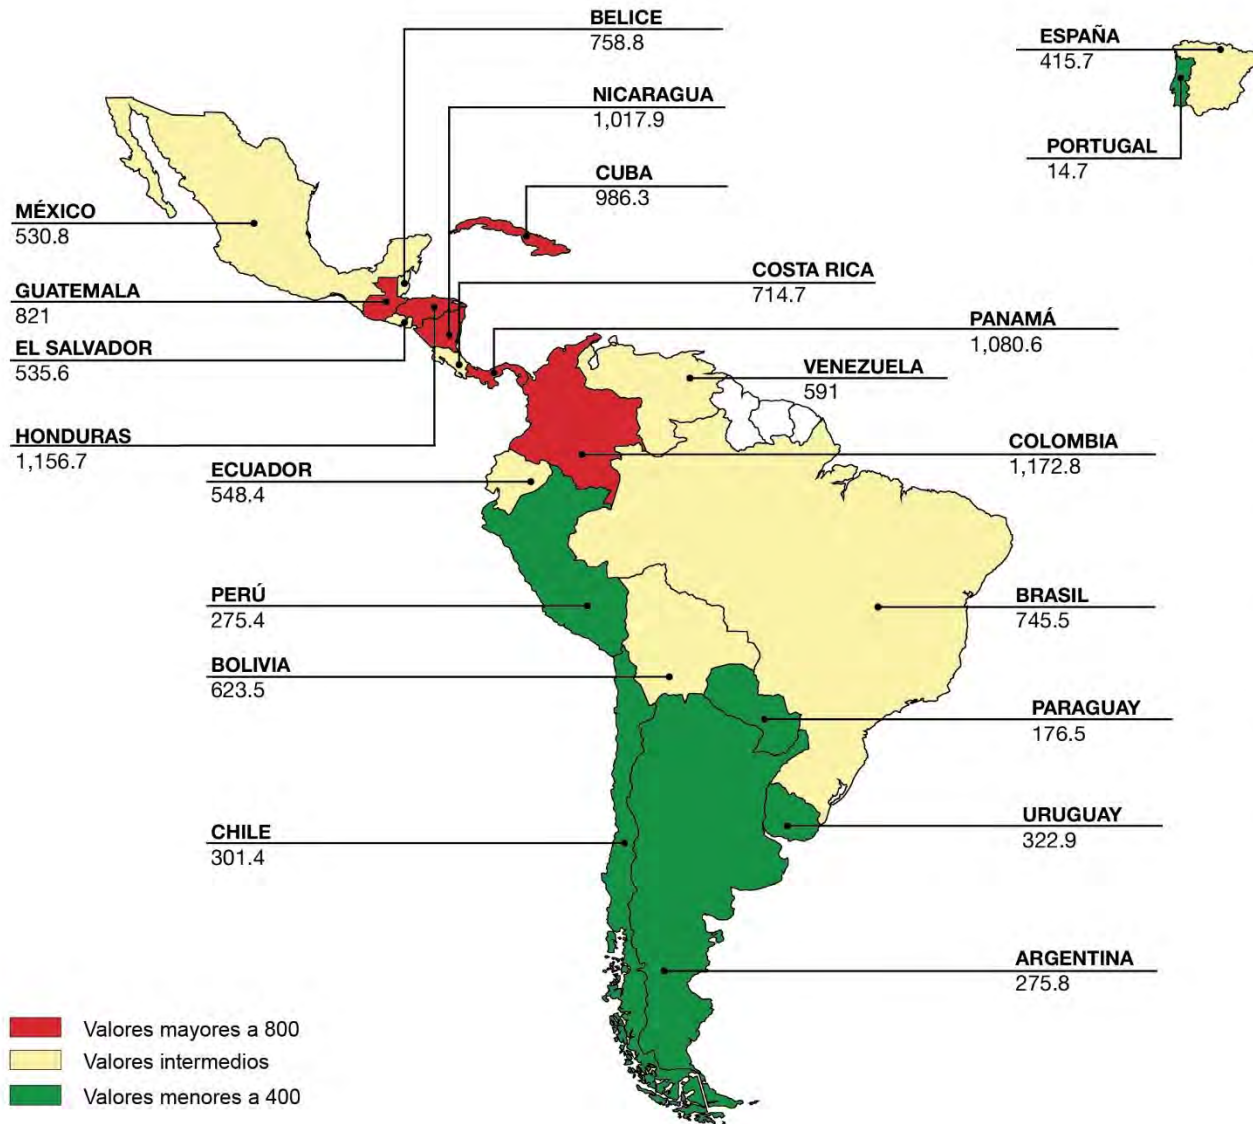 BELICE
758.8
ESPAÑA
415.7
NICARAGUA
1,017.9
PORTUGAL
14.7
CUBA
986.3
MÉXICO
530.8
COSTA RICA
714.7
GUATEMALA
821
PANAMÁ
1,080.6
EL SALVADOR
535.6
VENEZUELA
591
HONDURAS
1,156.7
COLOMBIA
1,172.8
ECUADOR
548.4
PERÚ
275.4
BRASIL
745.5
BOLIVIA
623.5
PARAGUAY
176.5
CHILE
301.4
URUGUAY
322.9
ARGENTINA
275.8
Valores mayores a 800
Valores intermedios
Valores menores a 400